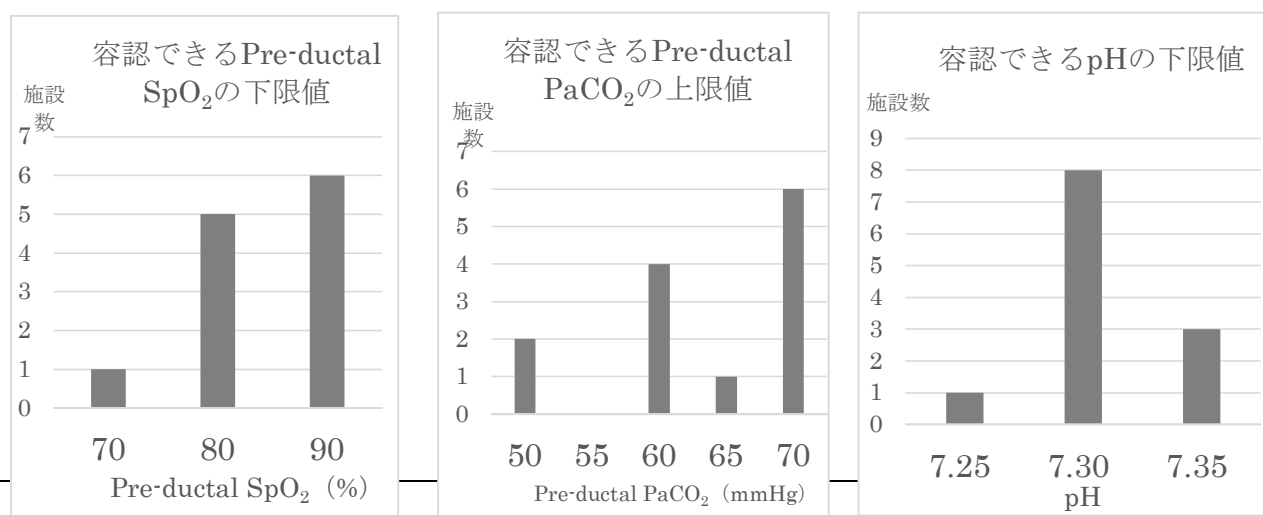 容認できるPre-ductal
SpO₂の下限値
施設
数
7
6
5
4
3
2
1
0
70 80 90
Pre-ductal SpO₂（%）
容認できるPre-ductal
PaCO₂の上限値
施設
数
7
6
5
4
3
2
1
0
50 55 60 65 70
Pre-ductal PaCO₂（mmHg）
容認できるpHの下限値
施設数
9
8
7
6
5
4
3
2
1
0
7.25 7.30 7.35
pH